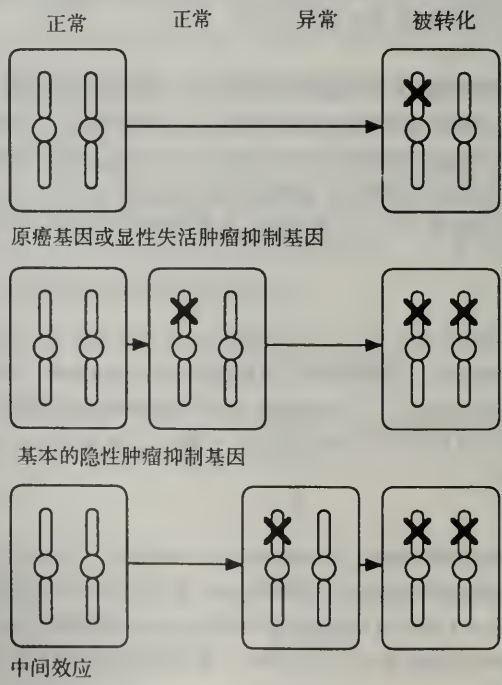 正常 正常 异常 被转化
原癌基因或显性失活肿瘤抑制基因
基本的隐性肿瘤抑制基因
中间效应